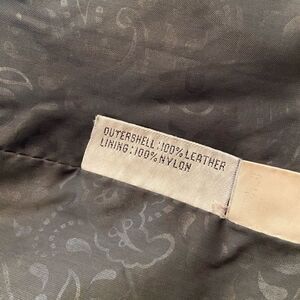 OUTERSHELL:100% LEATHER
LINING:100% NYLON